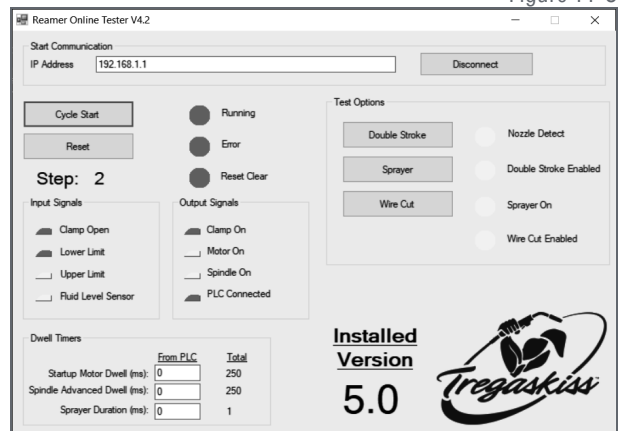 Reamer Online Tester V4.2
Start Communication
IP Address 192.168.1.1 Disconnect
Cycle Start
Reset
Step: 2
Running
Error
Reset Clear
Test Options
Double Stroke
Sprayer
Wire Cut
Nozzle Detect
Double Stroke Enabled
Sprayer On
Wire Cut Enabled
Input Signals
Clamp Open
Lower Limit
Upper Limit
Fluid Level Sensor
Output Signals
Clamp On
Motor On
Spindle On
PLC Connected
Dwell Timers
From PLC Total
Startup Motor Dwell (ms): 0 250
Spindle Advanced Dwell (ms): 0 250
Sprayer Duration (ms): 0 1
Installed
Version
5.0
Tregaskiss